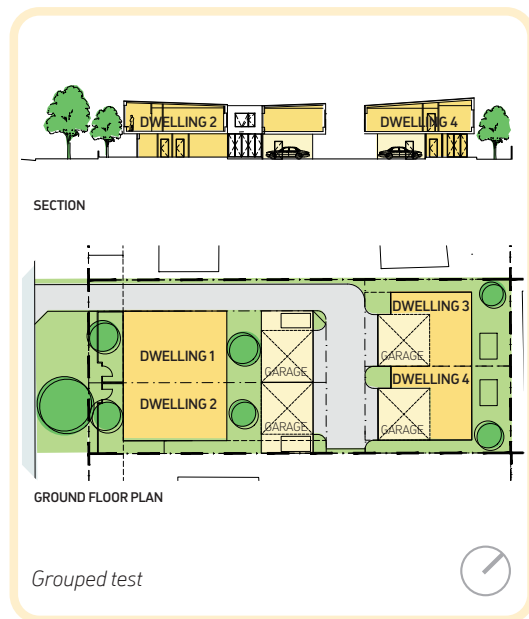 DWELLING 2
DWELLING 4
SECTION
DWELLING 3
DWELLING 1
GARAGE
GARAGE
DWELLING 4
DWELLING 2
GARAGE
GARAGE
GROUND FLOOR PLAN
Grouped test